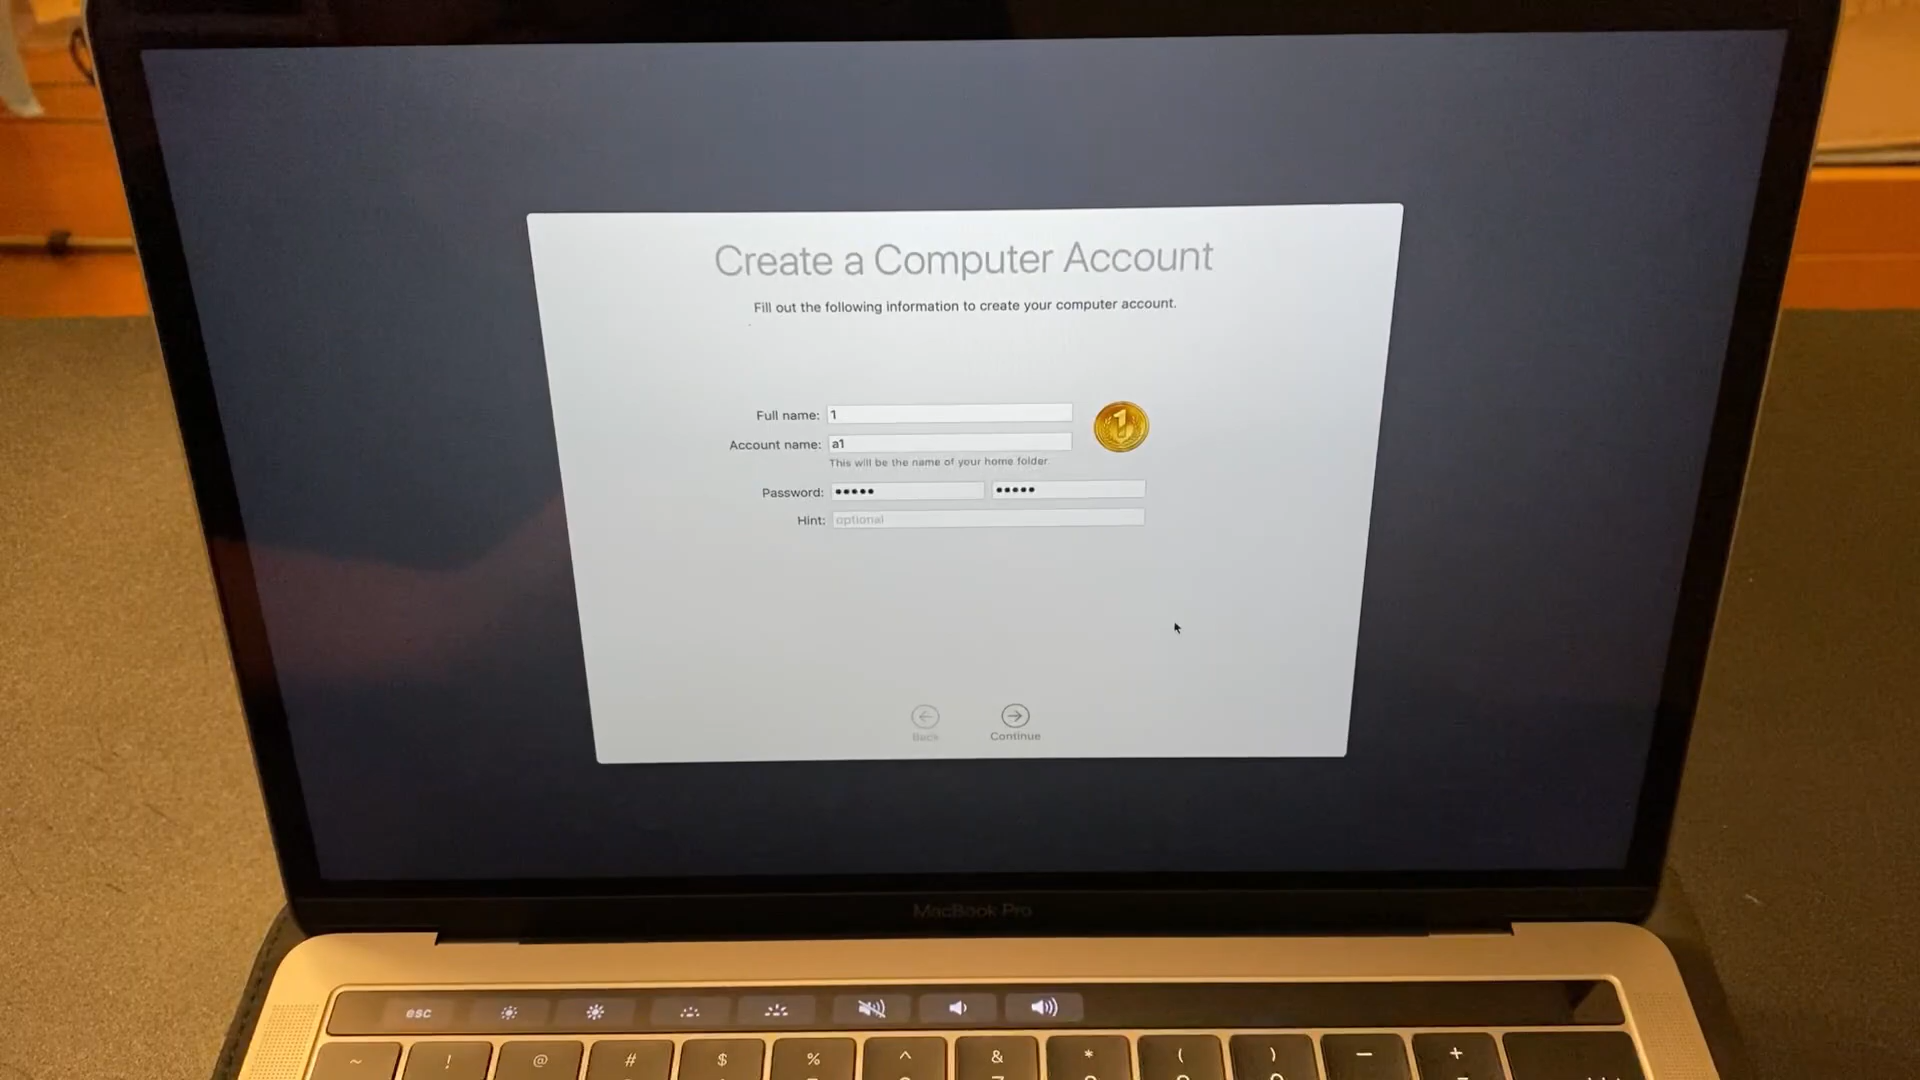 Create a Computer Account
Fill out the following information to create your computer account.
Full name: 1
1
Account name: a1
This will be the name of your home folder.
Password: ••••• •••••
Hint: optional
Back Continue
MacBook Pro
esc
~ ! @ # $ % ^ & * ( ) — +